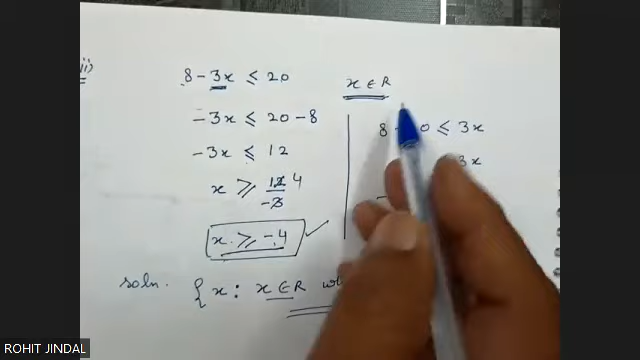 ii)
8 - 3x ≤ 20
x ∈ R
-3x ≤ 20 - 8
-3x ≤ 12
x ≥ 12/-3 4
x ≥ -4
8 - 0 ≤ 3x
3x
soln. { x : x ∈ R
ROHIT JINDAL